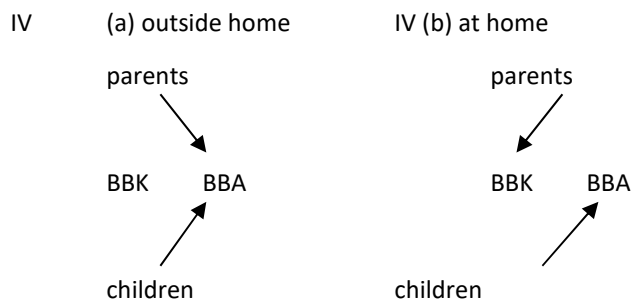 IV (a) outside home IV (b) at home
parents parents
BBK BBA BBK BBA
children children